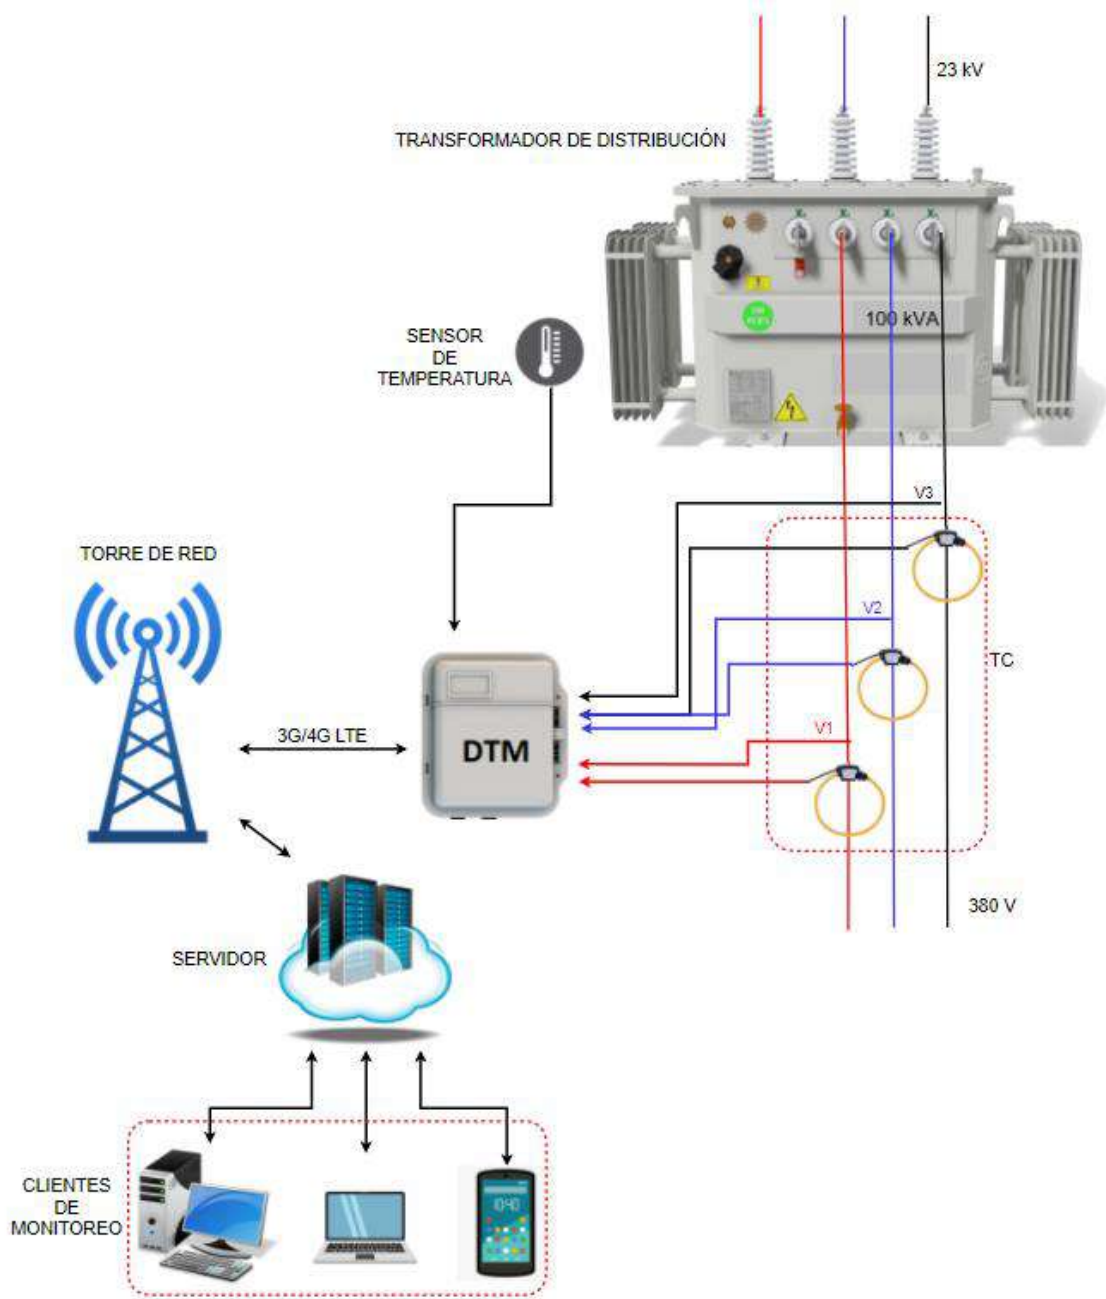 23 kV
TRANSFORMADOR DE DISTRIBUCIÓN
100 kVA
SENSOR
DE
TEMPERATURA
V3
TORRE DE RED
V2
TC
3G/4G LTE
V1
DTM
380 V
SERVIDOR
CLIENTES
DE
MONITOREO